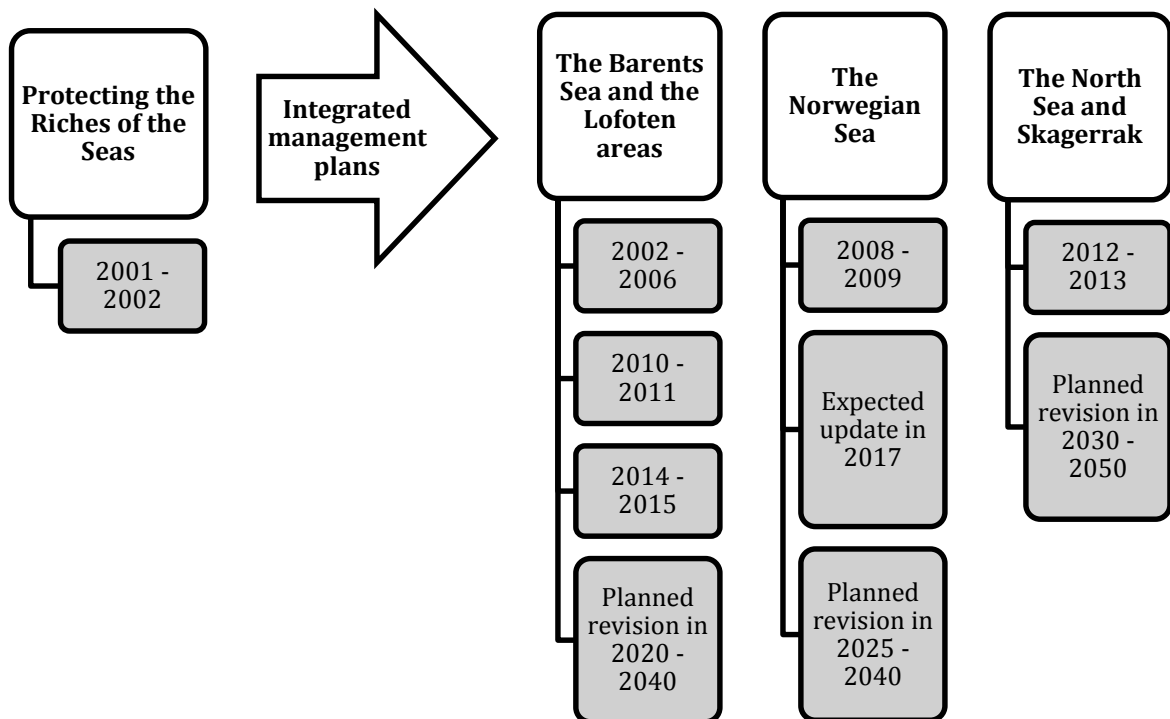 Protecting the
Riches of the
Seas
2001 -
2002
Integrated
management
plans
The Barents
Sea and the
Lofoten
areas
2002 -
2006
2010 -
2011
2014 -
2015
Planned
revision in
2020 -
2040
The
Norwegian
Sea
2008 -
2009
Expected
update in
2017
Planned
revision in
2025 -
2040
The North
Sea and
Skagerrak
2012 -
2013
Planned
revision in
2030 -
2050